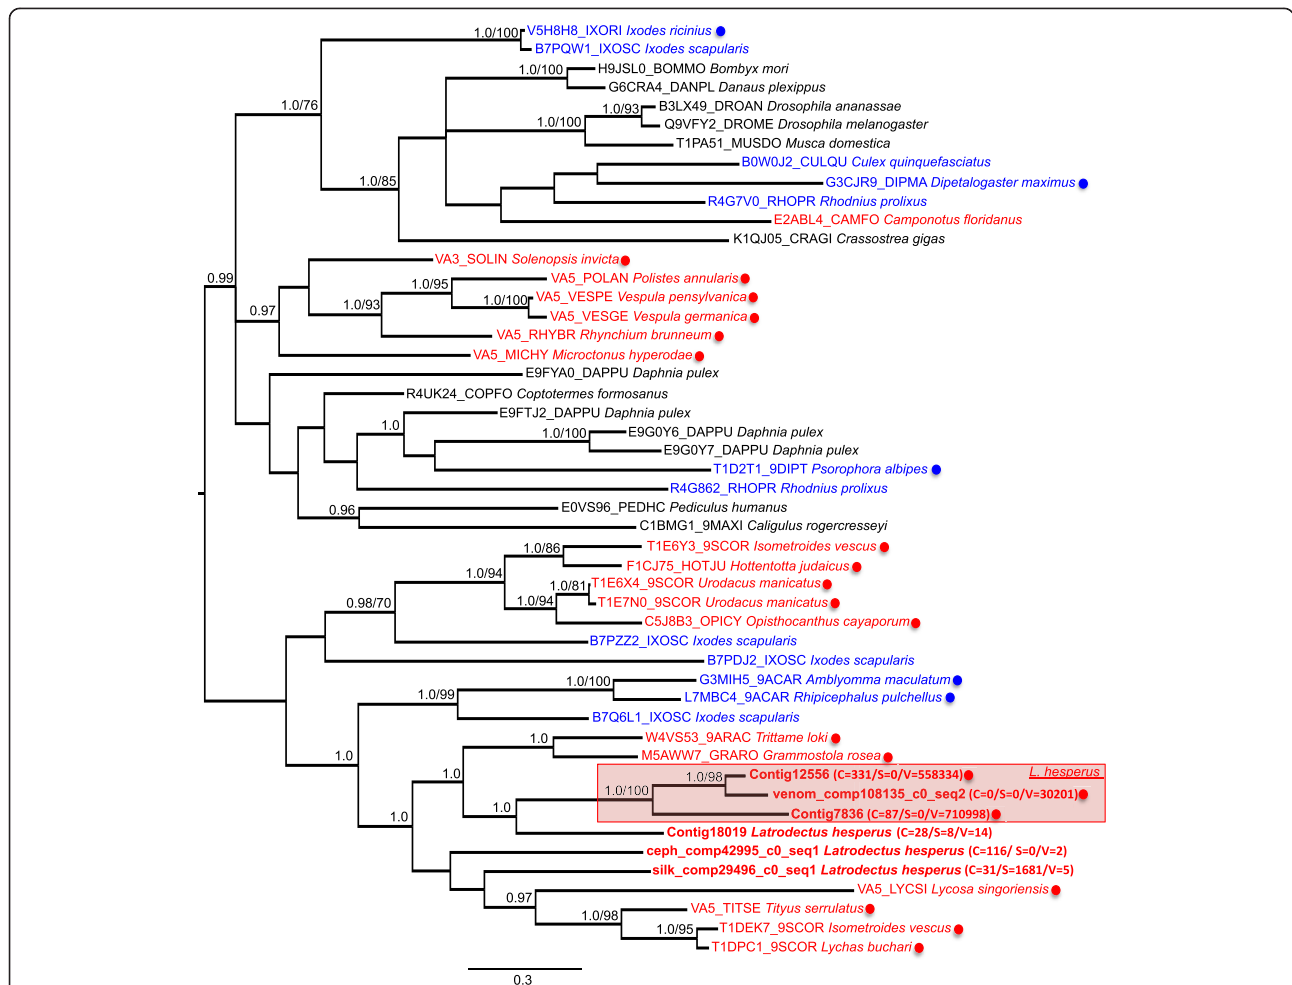 1.0/100
V5H8H8_IXORI Ixodes ricinius
B7PQW1_IXOSC Ixodes scapularis
1.0/100
H9JSL0_BOMMO Bombyx mori
G6CRA4_DANPL Danaus plexippus
1.0/76
1.0/93
B3LX49_DROAN Drosophila ananassae
1.0/100
Q9VFY2_DROME Drosophila melanogaster
T1PA51_MUSDO Musca domestica
B0W0J2_CULQU Culex quinquefasciatus
1.0/85
G3CJR9_DIPMA Dipetalogaster maximus
R4G7V0_RHOPR Rhodnius prolixus
E2ABL4_CAMFO Camponotus floridanus
K1QJ05_CRAGI Crassostrea gigas
VA3_SOLIN Solenopsis invicta
0.99
1.0/95
VA5_POLAN Polistes annularis
0.97
1.0/93
1.0/100
VA5_VESPE Vespula pensylvanica
VA5_VESGE Vespula germanica
VA5_RHYBR Rhynchium brunneum
VA5_MICHY Microctonus hyperodae
E9FYA0_DAPPU Daphnia pulex
R4UK24_COPFO Coptotermes formosanus
E9FTJ2_DAPPU Daphnia pulex
1.0
1.0/100
E9G0Y6_DAPPU Daphnia pulex
E9G0Y7_DAPPU Daphnia pulex
T1D2T1_9DIPT Psorophora albipes
R4G862_RHOPR Rhodnius prolixus
0.96
E0VS96_PEDHC Pediculus humanus
C1BMG1_9MAXI Caligulus rogercresseyi
1.0/86
T1E6Y3_9SCOR Isometroides vescus
1.0/94
F1CJ75_HOTJU Hottentotta judaicus
1.0/81
T1E6X4_9SCOR Urodacus manicatus
0.98/70
1.0/94
T1E7N0_9SCOR Urodacus manicatus
C5J8B3_OPICY Opisthocanthus cayaporum
B7PZZ2_IXOSC Ixodes scapularis
B7PDJ2_IXOSC Ixodes scapularis
1.0/100
G3MIH5_9ACAR Amblyomma maculatum
1.0/99
L7MBC4_9ACAR Rhipicephalus pulchellus
B7Q6L1_IXOSC Ixodes scapularis
1.0
1.0
W4VS53_9ARAC Trittame loki
M5AWW7_GRARO Grammostola rosea
1.0
1.0/98
Contig12556 (C=331/S=0/V=558334)
L. hesperus
1.0/100
venom_comp108135_c0_seq2 (C=0/S=0/V=30201)
1.0
Contig7836 (C=87/S=0/V=710998)
1.0
Contig18019 Latrodectus hesperus (C=28/S=8/V=14)
ceph_comp42995_c0_seq1 Latrodectus hesperus (C=116/ S=0/V=2)
silk_comp29496_c0_seq1 Latrodectus hesperus (C=31/S=1681/V=5)
0.97
VA5_LYCSI Lycosa singoriensis
1.0/98
VA5_TITSE Tityus serrulatus
1.0/95
T1DEK7_9SCOR Isometroides vescus
T1DPC1_9SCOR Lychas buchari
0.3